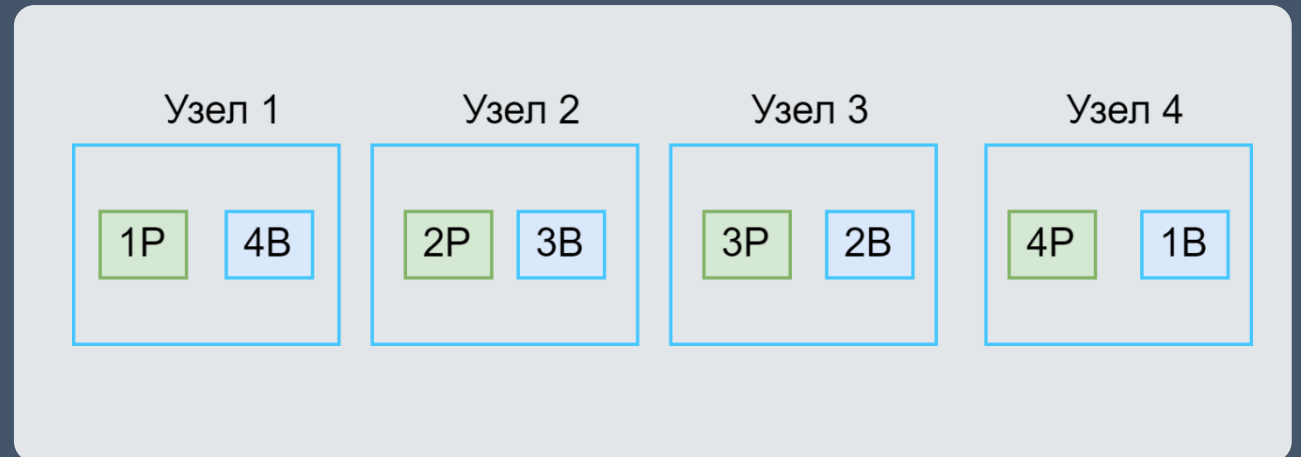 Узел 1 Узел 2 Узел 3 Узел 4
1P 4B 2P 3B 3P 2B 4P 1B